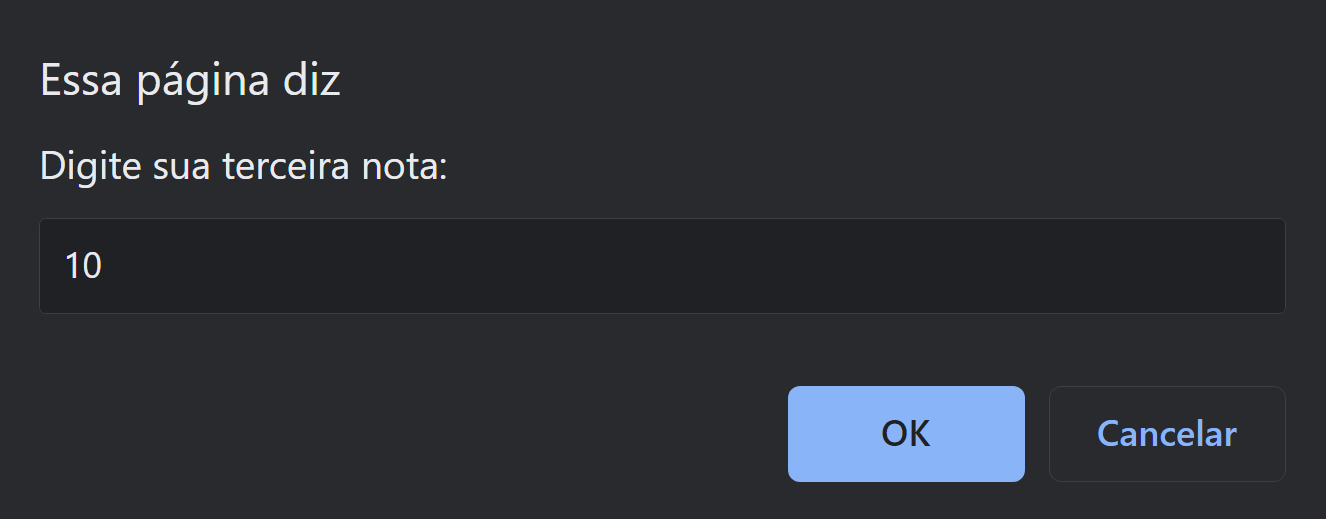 Essa página diz
Digite sua terceira nota:
10
OK
Cancelar